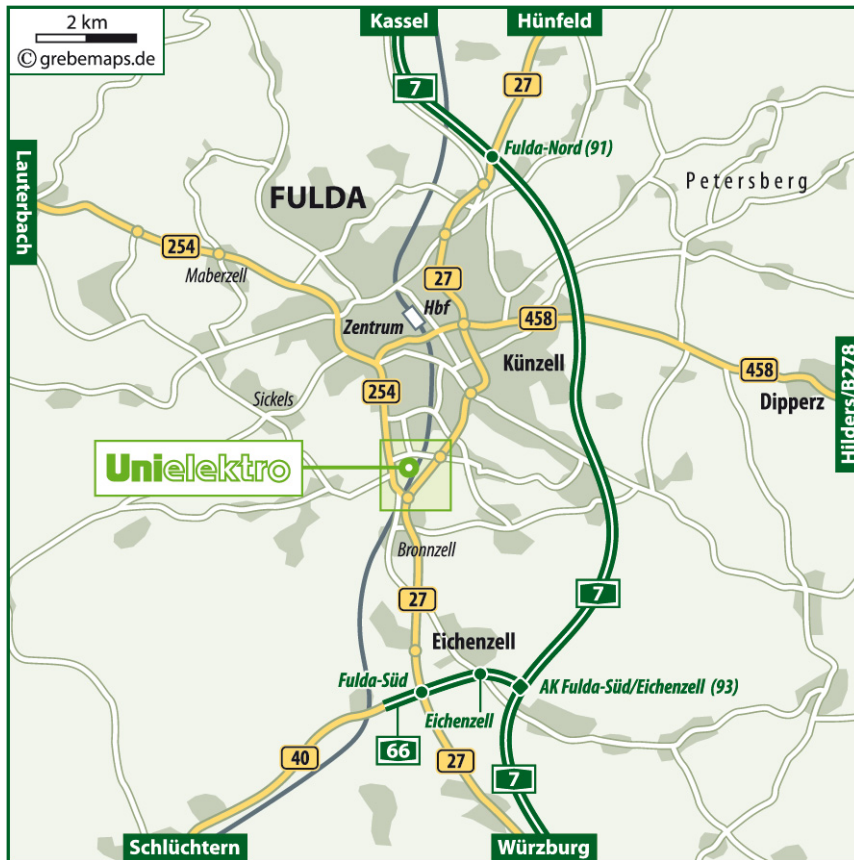 2 km
© grebemaps.de
Kassel
Hünfeld
7
27
Fulda-Nord (91)
Lauterbach
Petersberg
FULDA
254
Maberzell
27
Hbf
Zentrum
458
Künzell
458
Hilders/B278
Dipperz
254
Sickels
Unielektro
Bronnzell
27
7
Eichenzell
Fulda-Süd
AK Fulda-Süd/Eichenzell (93)
Eichenzell
66
40
27
7
Schlüchtern
Würzburg